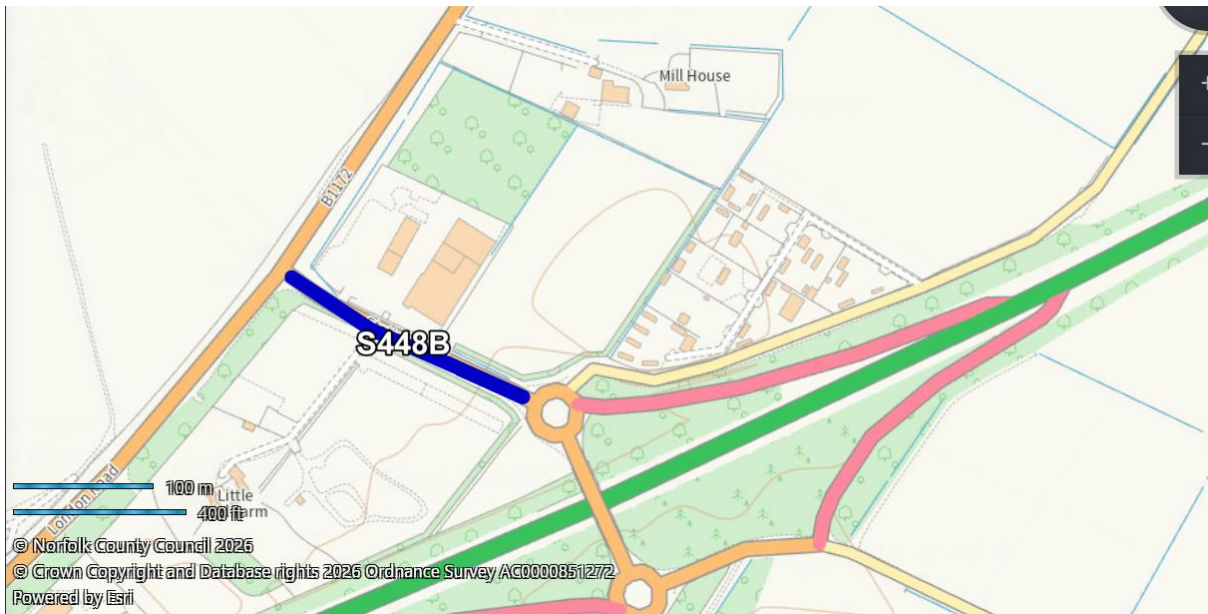 Mill House
B1172
S448B
London Road
Little
Farm
100 m
400 ft
© Norfolk County Council 2026
© Crown Copyright and Database rights 2026 Ordnance Survey AC0000851272
Powered by Esri
+
−